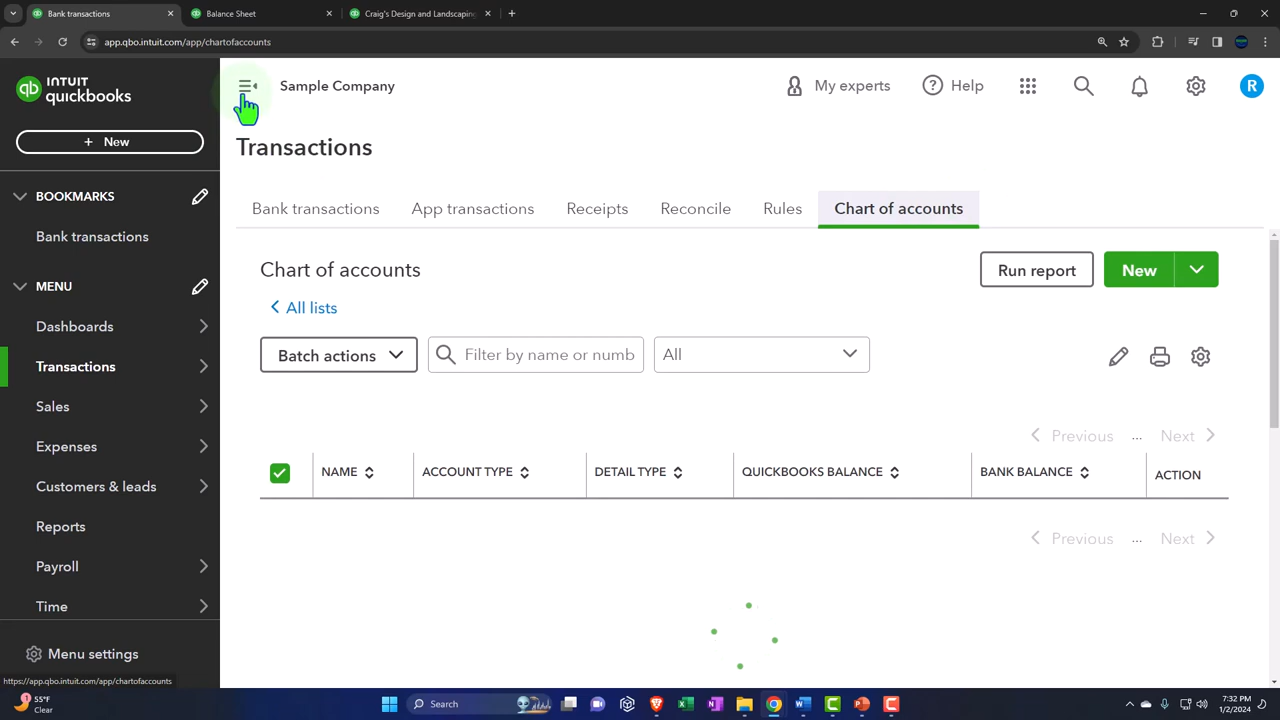 Bank transactions
Balance Sheet
Craig's Design and Landscaping
app.qbo.intuit.com/app/chartofaccounts
qb INTUIT quickbooks
Sample Company
My experts
Help
R
+ New
Transactions
BOOKMARKS
Bank transactions
Bank transactions
App transactions
Receipts
Reconcile
Rules
Chart of accounts
MENU
Dashboards
Transactions
Sales
Expenses
Customers & leads
Reports
Payroll
Time
Menu settings
Chart of accounts
Run report
New
All lists
Batch actions
Filter by name or numb
All
Previous ... Next
NAME
ACCOUNT TYPE
DETAIL TYPE
QUICKBOOKS BALANCE
BANK BALANCE
ACTION
Previous ... Next
https://app.qbo.intuit.com/app/chartofaccounts
55°F
Clear
Search
7:32 PM
1/2/2024